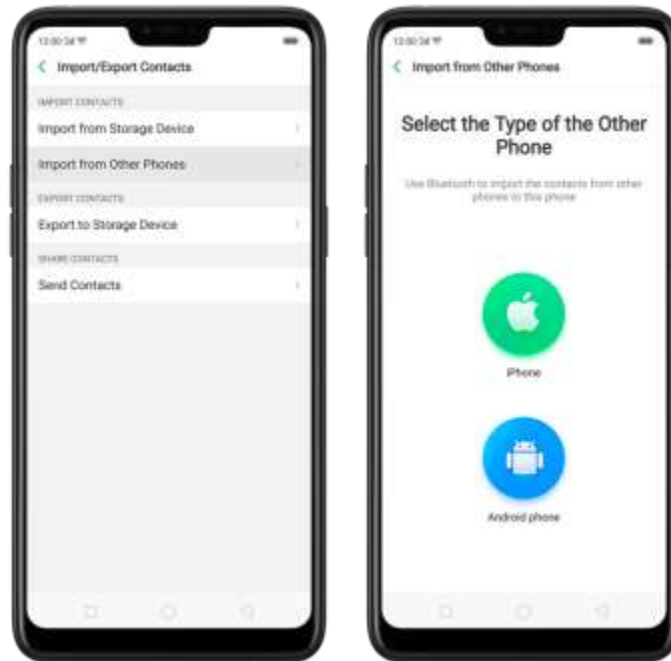 Import/Export Contacts
IMPORT CONTACTS
Import from Storage Device
Import from Other Phones
EXPORT CONTACTS
Export to Storage Device
SHARE CONTACTS
Send Contacts
Import from Other Phones
Select the Type of the Other
Phone
Use Bluetooth to import the contacts from other
phones to this phone
iPhone
Android phone